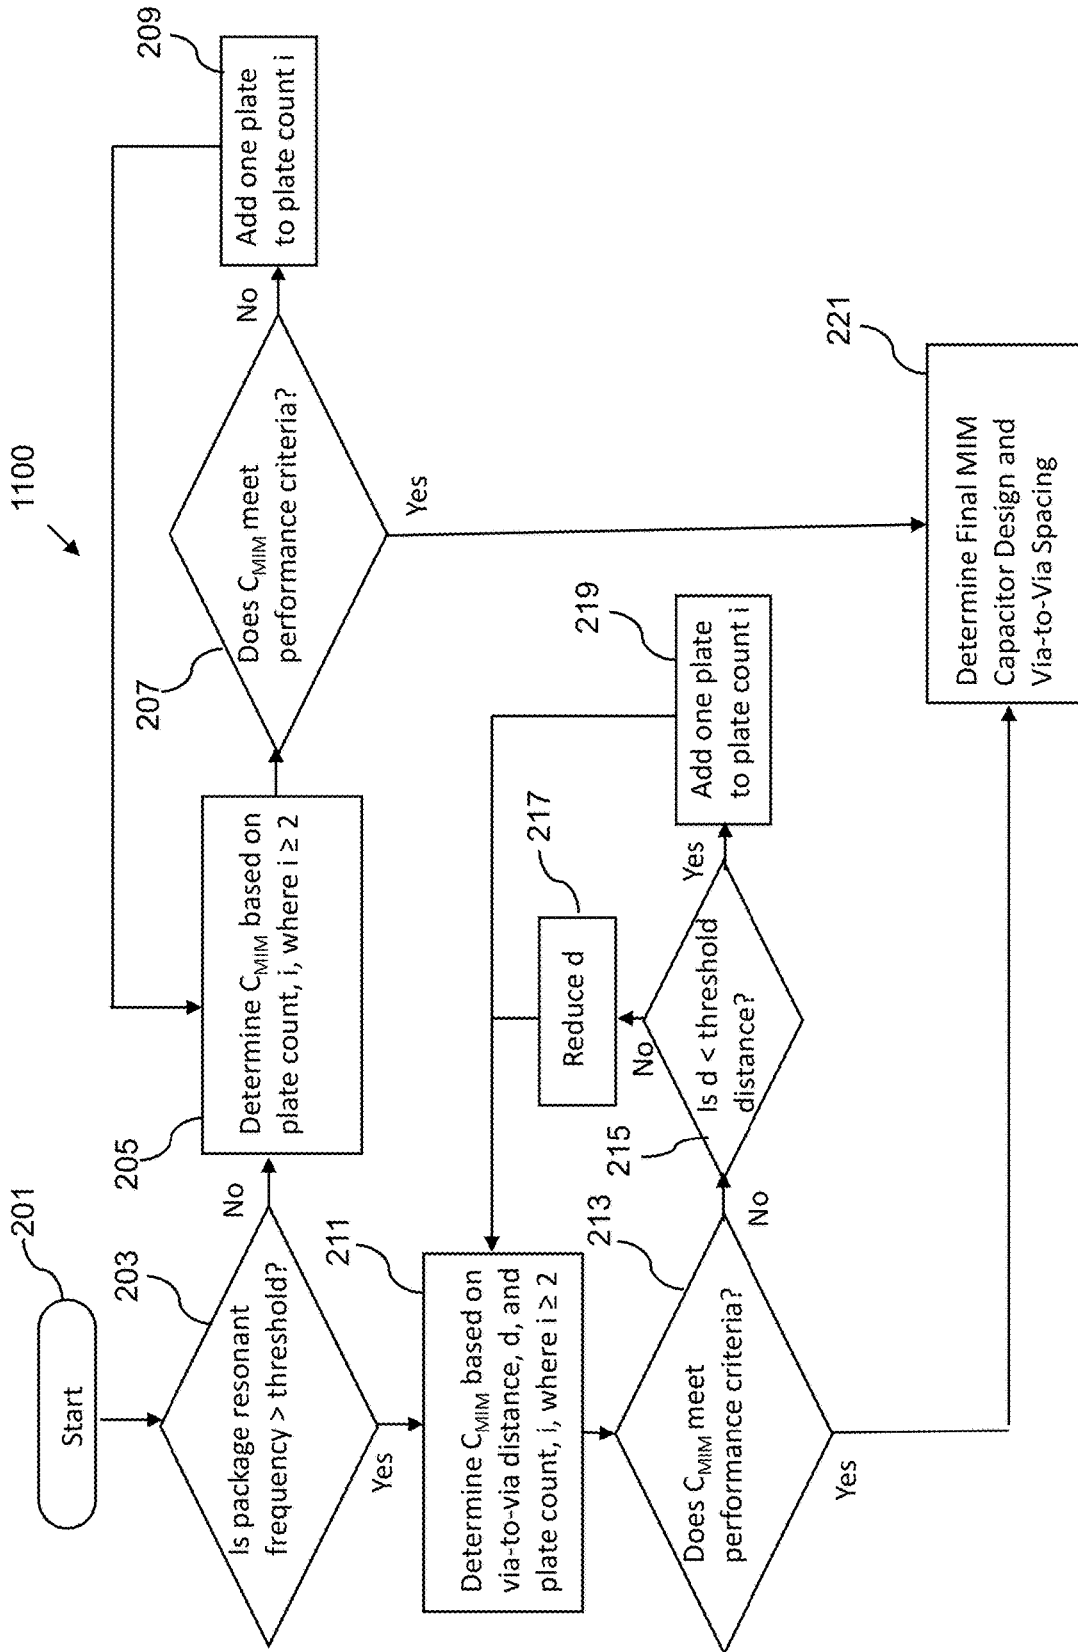 1100
201
Start
203
Is package resonant
frequency > threshold?
No
Yes
205
Determine CMIM based on
plate count, i, where i ≥ 2
207
Does CMIM meet
performance criteria?
No
Yes
209
Add one plate
to plate count i
211
Determine CMIM based on
via-to-via distance, d, and
plate count, i, where i ≥ 2
213
Does CMIM meet
performance criteria?
No
Yes
215
Is d < threshold
distance?
No
Yes
217
Reduce d
219
Add one plate
to plate count i
221
Determine Final MIM
Capacitor Design and
Via-to-Via Spacing